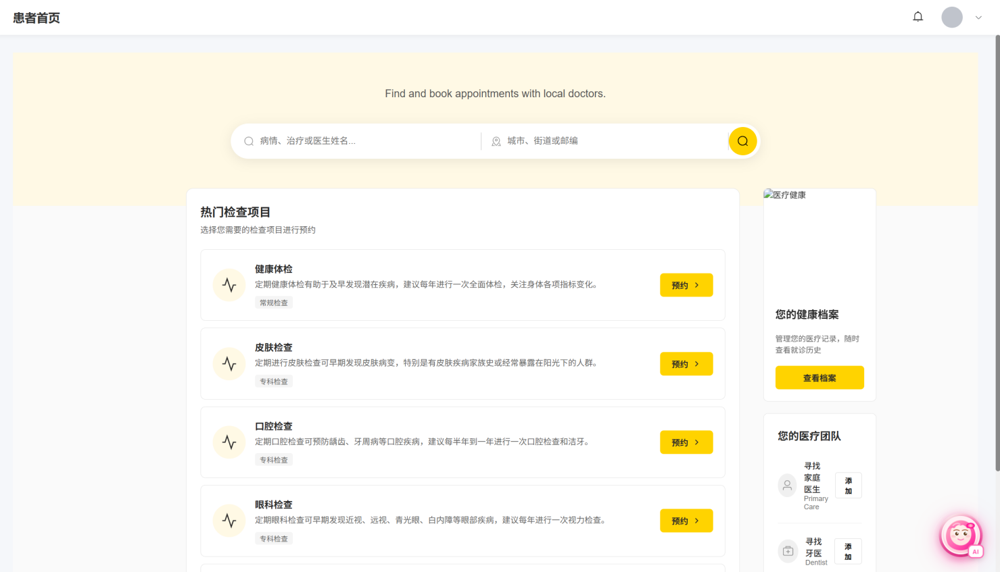 患者首页
Find and book appointments with local doctors.
病情、治疗或医生姓名...
城市、街道或邮编
热门检查项目
选择您需要的检查项目进行预约
健康体检
定期健康体检有助于及早发现潜在疾病，建议每年进行一次全面体检，关注身体各项指标变化。
常规检查
预约
皮肤检查
定期进行皮肤检查可早期发现皮肤病变，特别是有皮肤疾病家族史或经常暴露在阳光下的人群。
专科检查
预约
口腔检查
定期口腔检查可预防龋齿、牙周病等口腔疾病，建议每半年到一年进行一次口腔检查和洁牙。
专科检查
预约
眼科检查
定期眼科检查可早期发现近视、远视、青光眼、白内障等眼部疾病，建议每年进行一次视力检查。
专科检查
预约
医疗健康
您的健康档案
管理您的医疗记录，随时
查看就诊历史
查看档案
您的医疗团队
寻找
家庭
医生
Primary
Care
添
加
寻找
牙医
Dentist
添
加
AI